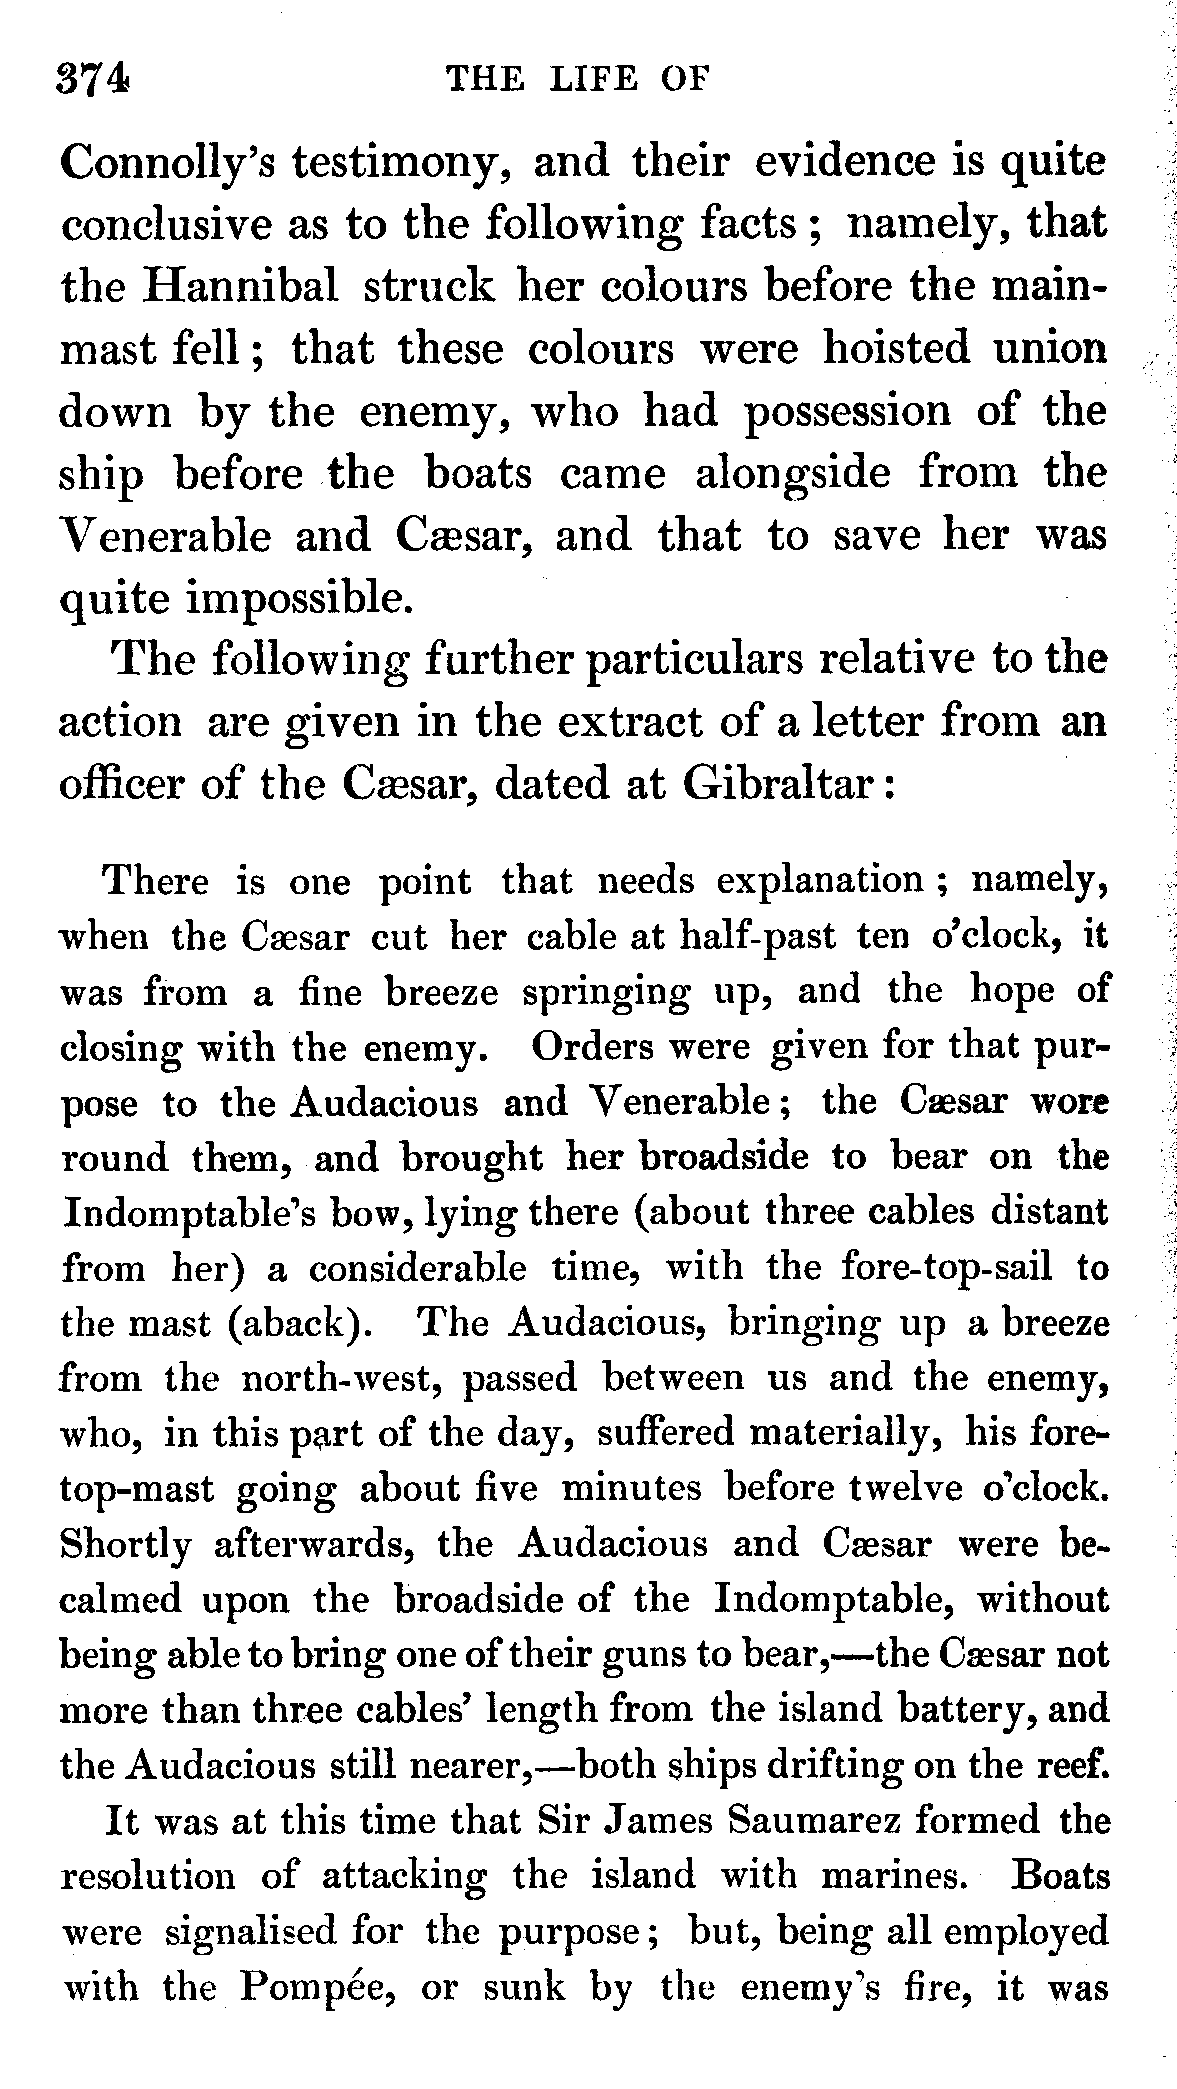 374 THE LIFE OF
Connolly's testimony, and their evidence is quite
conclusive as to the following facts ; namely, that
the Hannibal struck her colours before the main-
mast fell ; that these colours were hoisted union
down by the enemy, who had possession of the
ship before the boats came alongside from the
Venerable and Cæsar, and that to save her was
quite impossible.
The following further particulars relative to the
action are given in the extract of a letter from an
officer of the Cæsar, dated at Gibraltar :
There is one point that needs explanation ; namely,
when the Cæsar cut her cable at half-past ten o'clock, it
was from a fine breeze springing up, and the hope of
closing with the enemy. Orders were given for that pur-
pose to the Audacious and Venerable ; the Cæsar wore
round them, and brought her broadside to bear on the
Indomptable's bow, lying there (about three cables distant
from her) a considerable time, with the fore-top-sail to
the mast (aback). The Audacious, bringing up a breeze
from the north-west, passed between us and the enemy,
who, in this part of the day, suffered materially, his fore-
top-mast going about five minutes before twelve o'clock.
Shortly afterwards, the Audacious and Cæsar were be-
calmed upon the broadside of the Indomptable, without
being able to bring one of their guns to bear,—the Cæsar not
more than three cables' length from the island battery, and
the Audacious still nearer,—both ships drifting on the reef.
It was at this time that Sir James Saumarez formed the
resolution of attacking the island with marines. Boats
were signalised for the purpose ; but, being all employed
with the Pompée, or sunk by the enemy's fire, it was